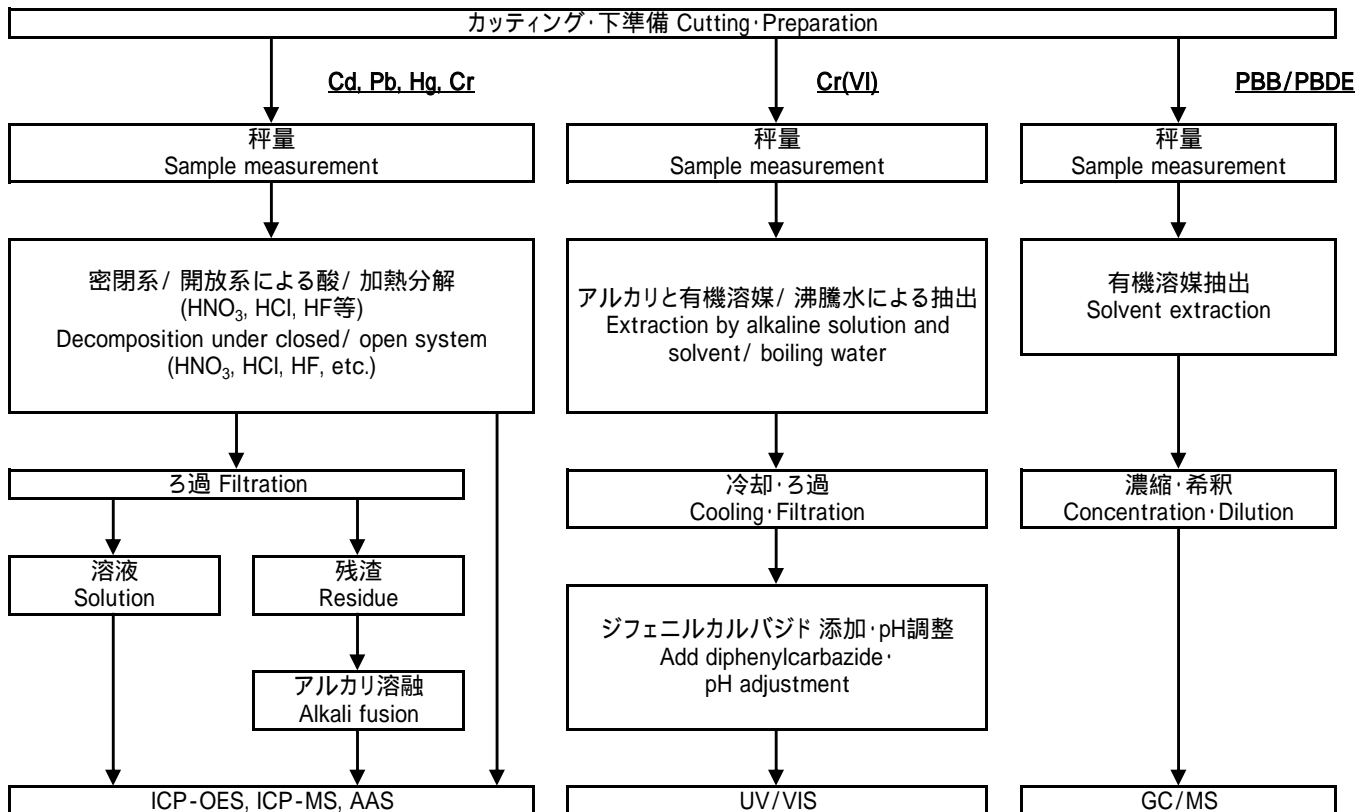 カッティング･下準備 Cutting･Preparation
Cd, Pb, Hg, Cr
Cr(VI)
PBB/PBDE
秤量
Sample measurement
秤量
Sample measurement
秤量
Sample measurement
密閉系/ 開放系による酸/ 加熱分解
(HNO₃, HCl, HF等)
Decomposition under closed/ open system
(HNO₃, HCl, HF, etc.)
アルカリと有機溶媒/ 沸騰水による抽出
Extraction by alkaline solution and
solvent/ boiling water
有機溶媒抽出
Solvent extraction
ろ過 Filtration
冷却･ろ過
Cooling･Filtration
濃縮･希釈
Concentration･Dilution
溶液
Solution
残渣
Residue
アルカリ溶融
Alkali fusion
ジフェニルカルバジド 添加･pH調整
Add diphenylcarbazide･
pH adjustment
ICP-OES, ICP-MS, AAS
UV/VIS
GC/MS